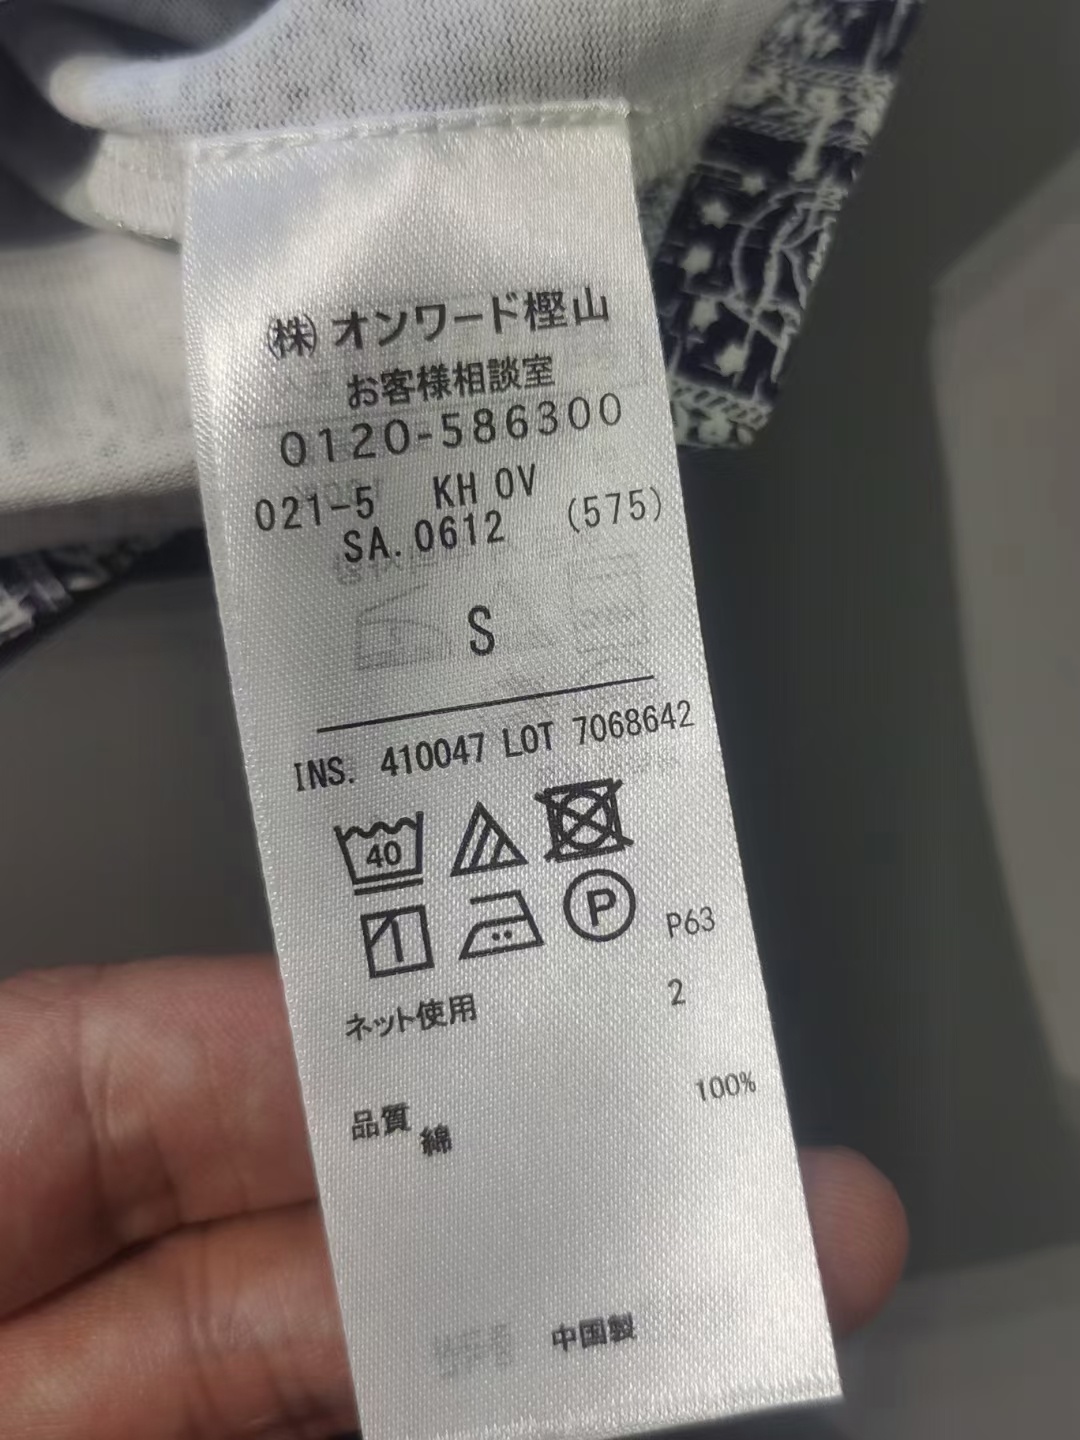 (株)オンワード樫山
お客様相談室
0120-586300
021-5 KH OV
SA.0612 (575)
S
INS. 410047 LOT 7068642
40
P P63
ネット使用 2
品質 100%
綿
中国製